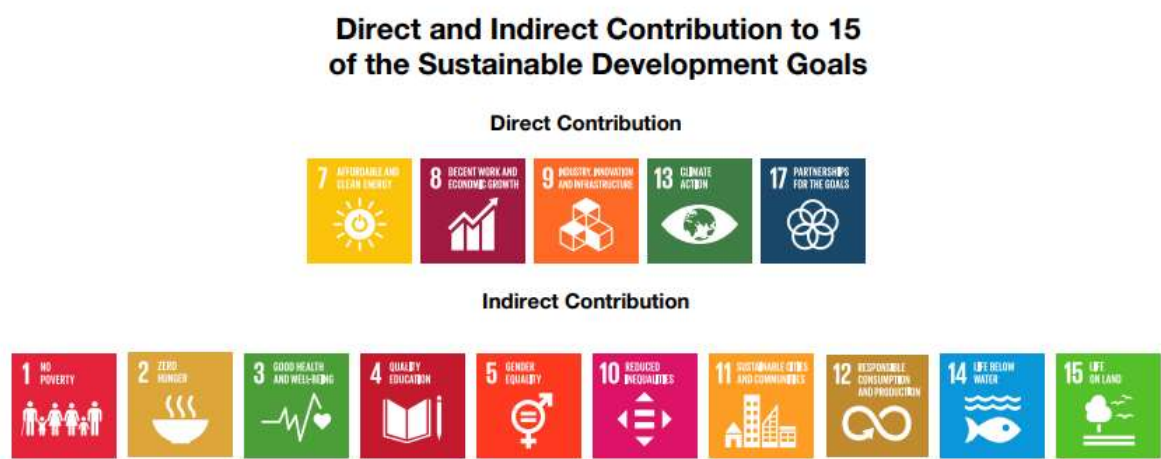 Direct and Indirect Contribution to 15
of the Sustainable Development Goals
Direct Contribution
7 AFFORDABLE AND
CLEAN ENERGY
8 DECENT WORK AND
ECONOMIC GROWTH
9 INDUSTRY, INNOVATION
AND INFRASTRUCTURE
13 CLIMATE
ACTION
17 PARTNERSHIPS
FOR THE GOALS
Indirect Contribution
1 NO
POVERTY
2 ZERO
HUNGER
3 GOOD HEALTH
AND WELL-BEING
4 QUALITY
EDUCATION
5 GENDER
EQUALITY
10 REDUCED
INEQUALITIES
11 SUSTAINABLE CITIES
AND COMMUNITIES
12 RESPONSIBLE
CONSUMPTION
AND PRODUCTION
14 LIFE BELOW
WATER
15 LIFE
ON LAND